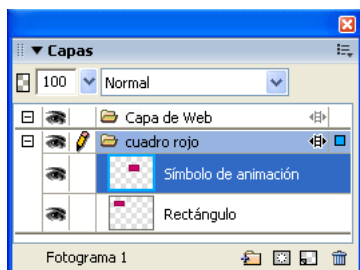 Capas
100 Normal
Capa de Web
cuadro rojo
Símbolo de animación
Rectángulo
Fotograma 1